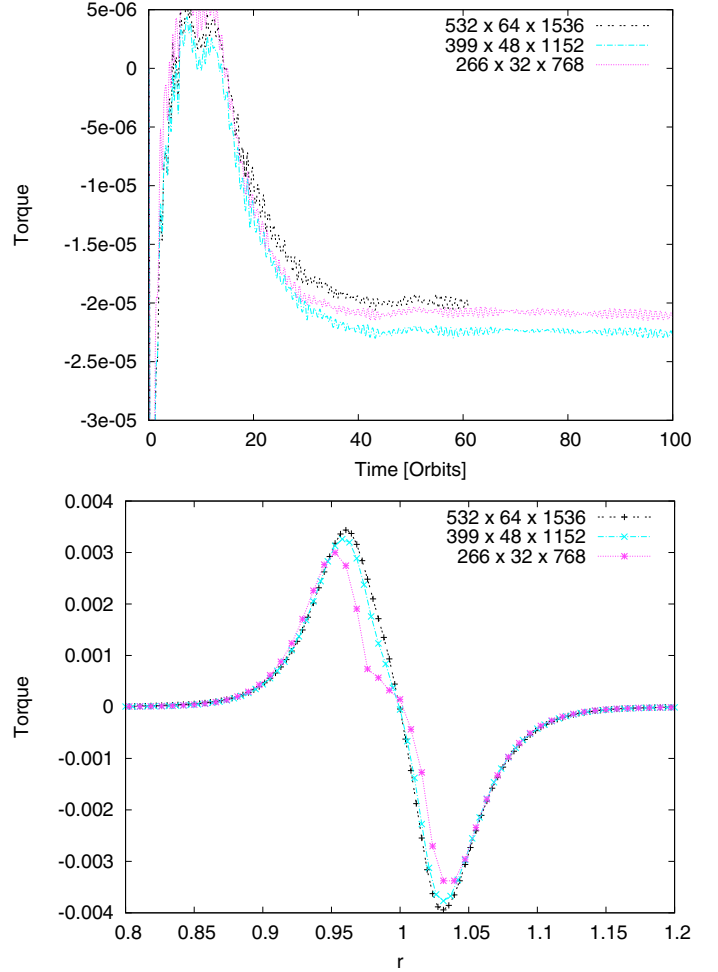 5e-06
0
-5e-06
-1e-05
-1.5e-05
-2e-05
-2.5e-05
-3e-05
Torque
532 x 64 x 1536
399 x 48 x 1152
266 x 32 x 768
0 20 40 60 80 100
Time [Orbits]
0.004
0.003
0.002
0.001
0
-0.001
-0.002
-0.003
-0.004
Torque
532 x 64 x 1536
399 x 48 x 1152
266 x 32 x 768
0.8 0.85 0.9 0.95 1 1.05 1.1 1.15 1.2
r